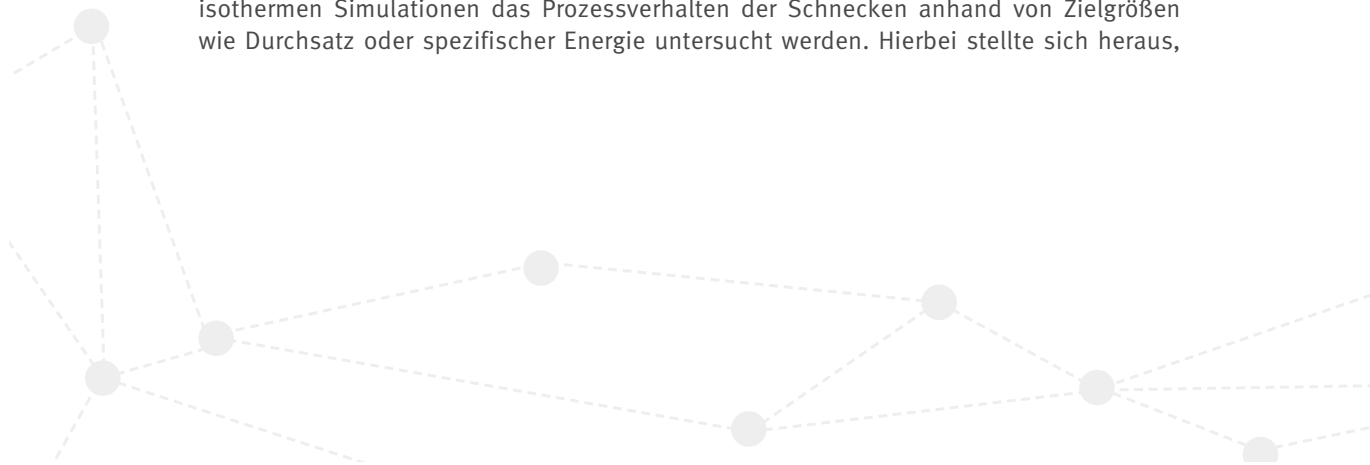 isothermen Simulationen das Prozessverhalten der Schnecken anhand von Zielgrößen
wie Durchsatz oder spezifischer Energie untersucht werden. Hierbei stellte sich heraus,